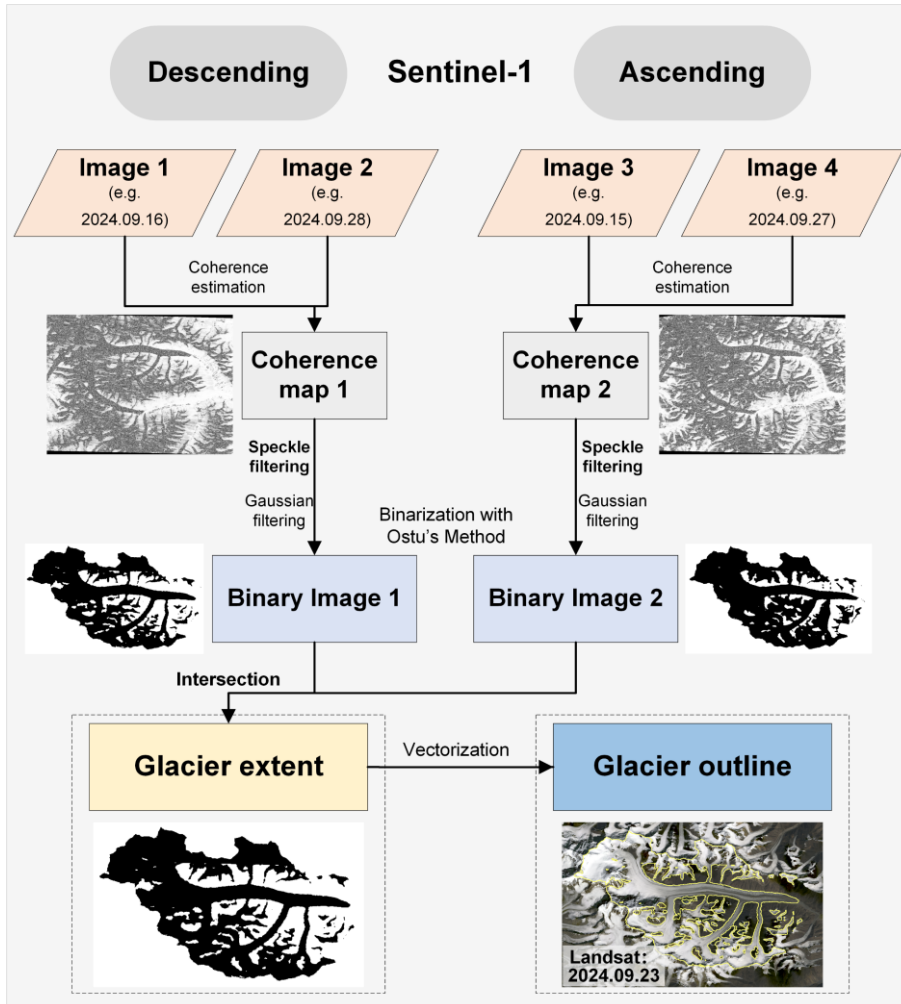 Descending
Sentinel-1
Ascending
Image 1
(e.g.
2024.09.16)
Image 2
(e.g.
2024.09.28)
Image 3
(e.g.
2024.09.15)
Image 4
(e.g.
2024.09.27)
Coherence
estimation
Coherence
estimation
Coherence
map 1
Coherence
map 2
Speckle
filtering
Gaussian
filtering
Speckle
filtering
Gaussian
filtering
Binarization with
Ostu's Method
Binary Image 1
Binary Image 2
Intersection
Glacier extent
Vectorization
Glacier outline
Landsat:
2024.09.23